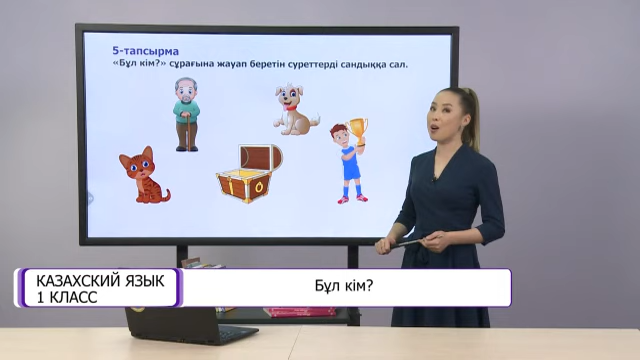 5-тапсырма
«Бұл кім?» сұрағына жауап беретін суреттерді сандыққа сал.
КАЗАХСКИЙ ЯЗЫК
1 КЛАСС
Бұл кім?